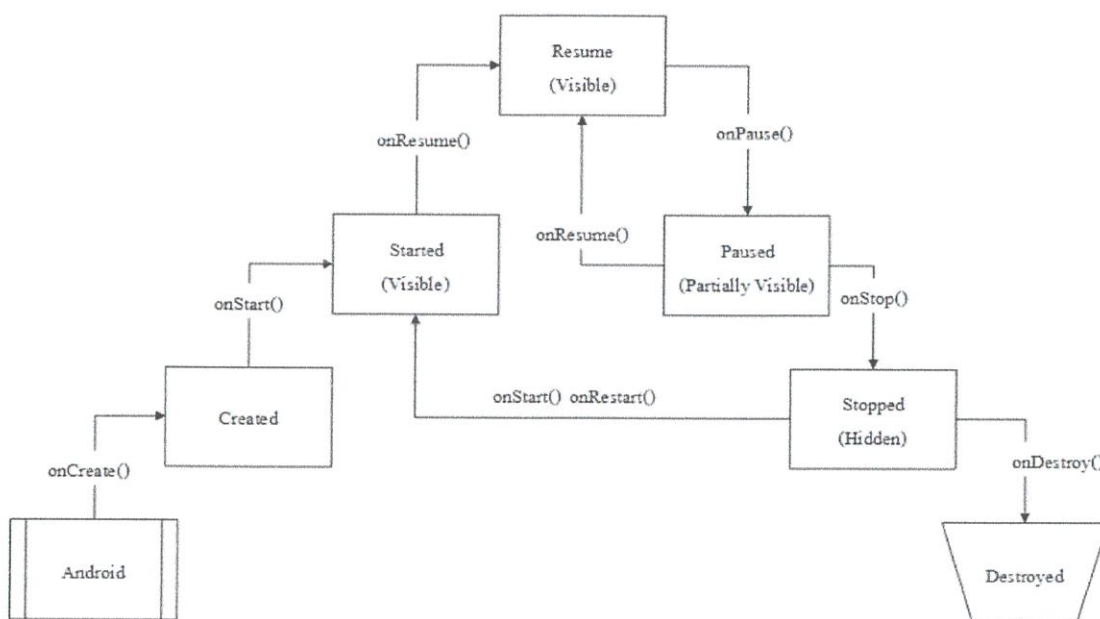 Resume
(Visible)
onResume()
onPause()
Started
(Visible)
onResume()
Paused
(Partially Visible)
onStart()
onStop()
Created
onStart() onRestart()
Stopped
(Hidden)
onCreate()
onDestroy()
Android
Destroyed